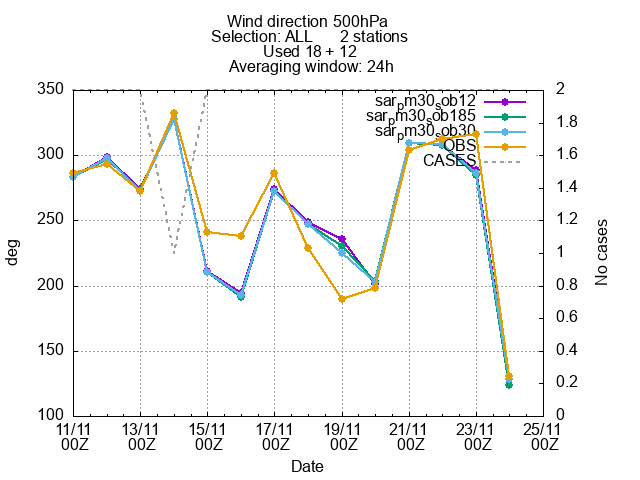 Wind direction 500hPa
Selection: ALL 2 stations
Used 18 + 12
Averaging window: 24h
350 2
sar_pm30_sob12
sar_pm30_sob185
sar_pm30_sob30
OBS
CASES
1.8
300 1.6
1.4
250 1.2
deg
1
No cases
200 0.8
0.6
150 0.4
0.2
100 0
11/11 13/11 15/11 17/11 19/11 21/11 23/11 25/11
00Z 00Z 00Z 00Z 00Z 00Z 00Z 00Z
Date